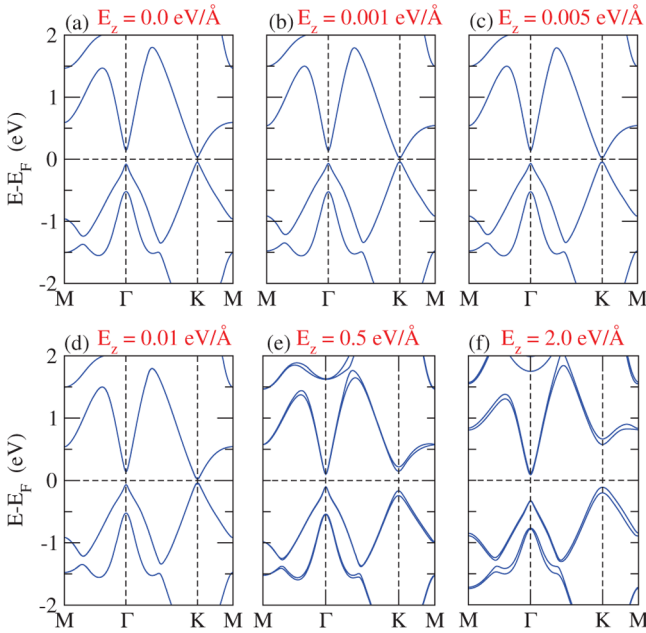 (a) E_z = 0.0 eV/Å (b) E_z = 0.001 eV/Å (c) E_z = 0.005 eV/Å
2
1
0
-1
-2
E-E_F (eV)
M Γ K M M Γ K M M Γ K M
(d) E_z = 0.01 eV/Å (e) E_z = 0.5 eV/Å (f) E_z = 2.0 eV/Å
2
1
0
-1
-2
E-E_F (eV)
M Γ K M M Γ K M M Γ K M